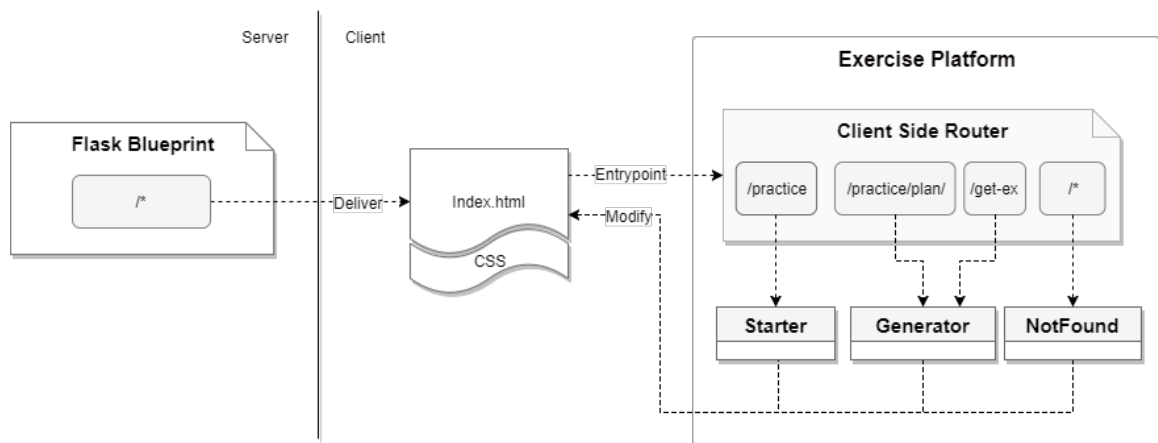 Server
Client
Exercise Platform
Flask Blueprint
/*
Deliver
Index.html
CSS
Entrypoint
Modify
Client Side Router
/practice
/practice/plan/
/get-ex
/*
Starter
Generator
NotFound